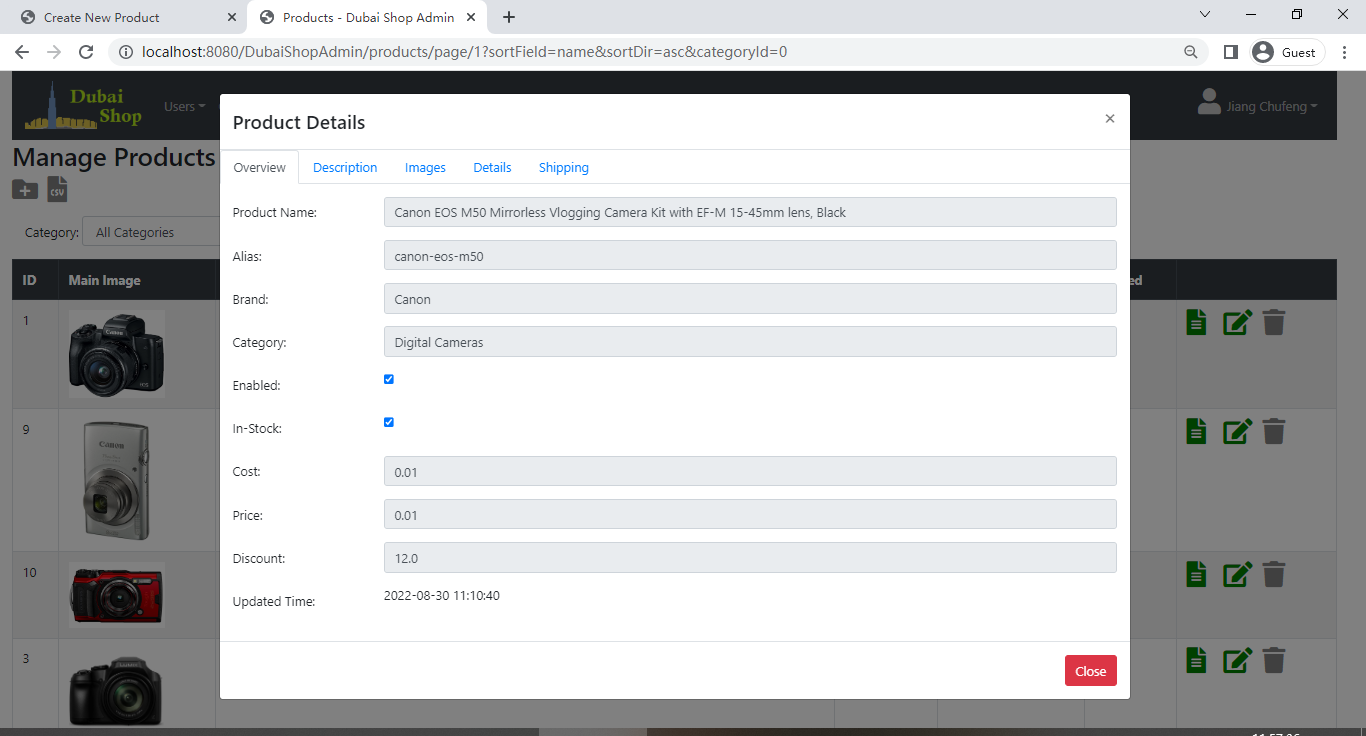 Create New Product
Products - Dubai Shop Admin
localhost:8080/DubaiShopAdmin/products/page/1?sortField=name&sortDir=asc&categoryId=0
Guest
Dubai
Shop
Users
Jiang Chufeng
Manage Products
CSV
Category: All Categories
ID Main Image
1
9
10
3
Product Details
×
Overview Description Images Details Shipping
Product Name: Canon EOS M50 Mirrorless Vlogging Camera Kit with EF-M 15-45mm lens, Black
Alias: canon-eos-m50
Brand: Canon
Category: Digital Cameras
Enabled:
In-Stock:
Cost: 0.01
Price: 0.01
Discount: 12.0
Updated Time: 2022-08-30 11:10:40
Close